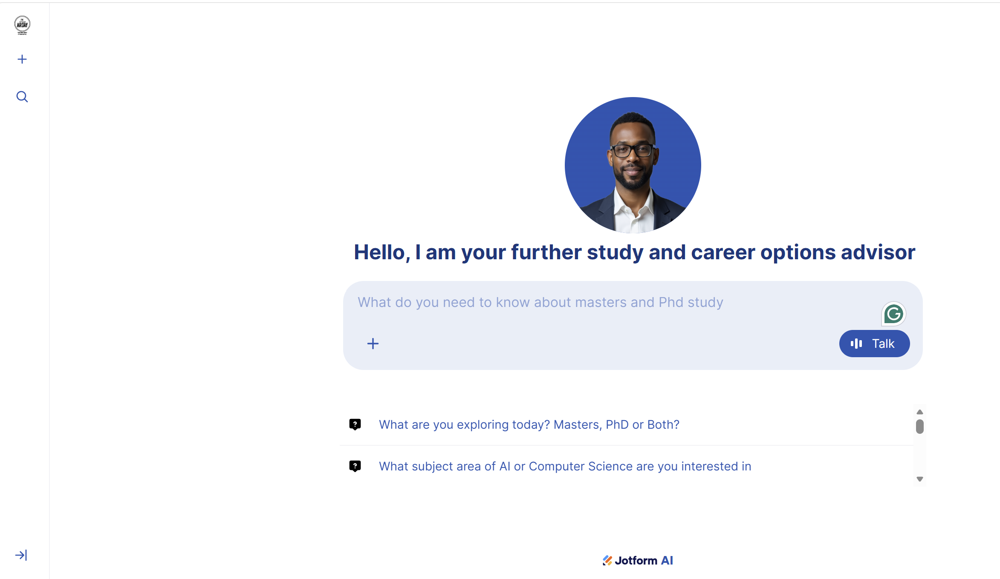 THE
ARDAY
Hello, I am your further study and career options advisor
What do you need to know about masters and Phd study
G
Talk
? What are you exploring today? Masters, PhD or Both?
? What subject area of AI or Computer Science are you interested in
Jotform AI